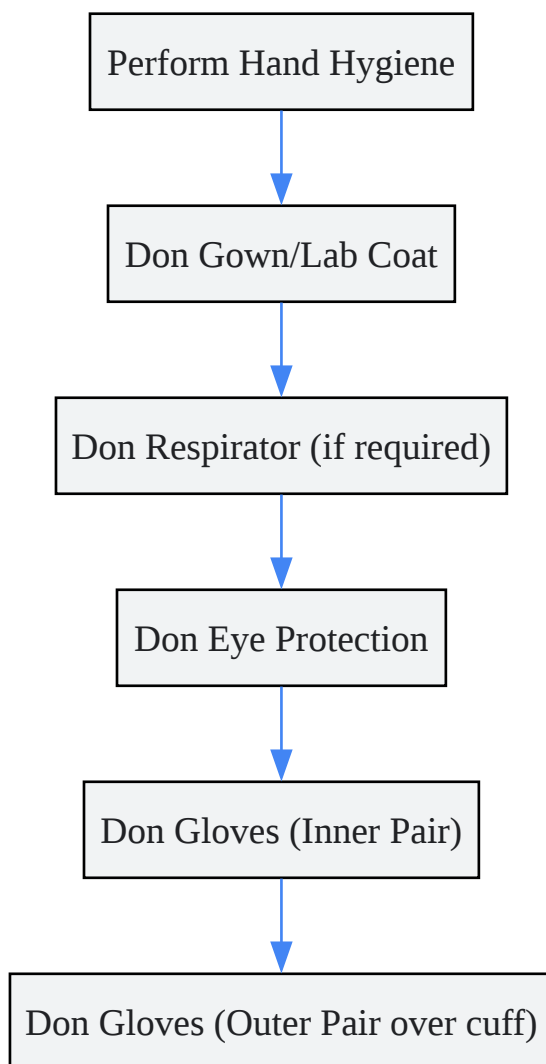 Perform Hand Hygiene
Don Gown/Lab Coat
Don Respirator (if required)
Don Eye Protection
Don Gloves (Inner Pair)
Don Gloves (Outer Pair over cuff)